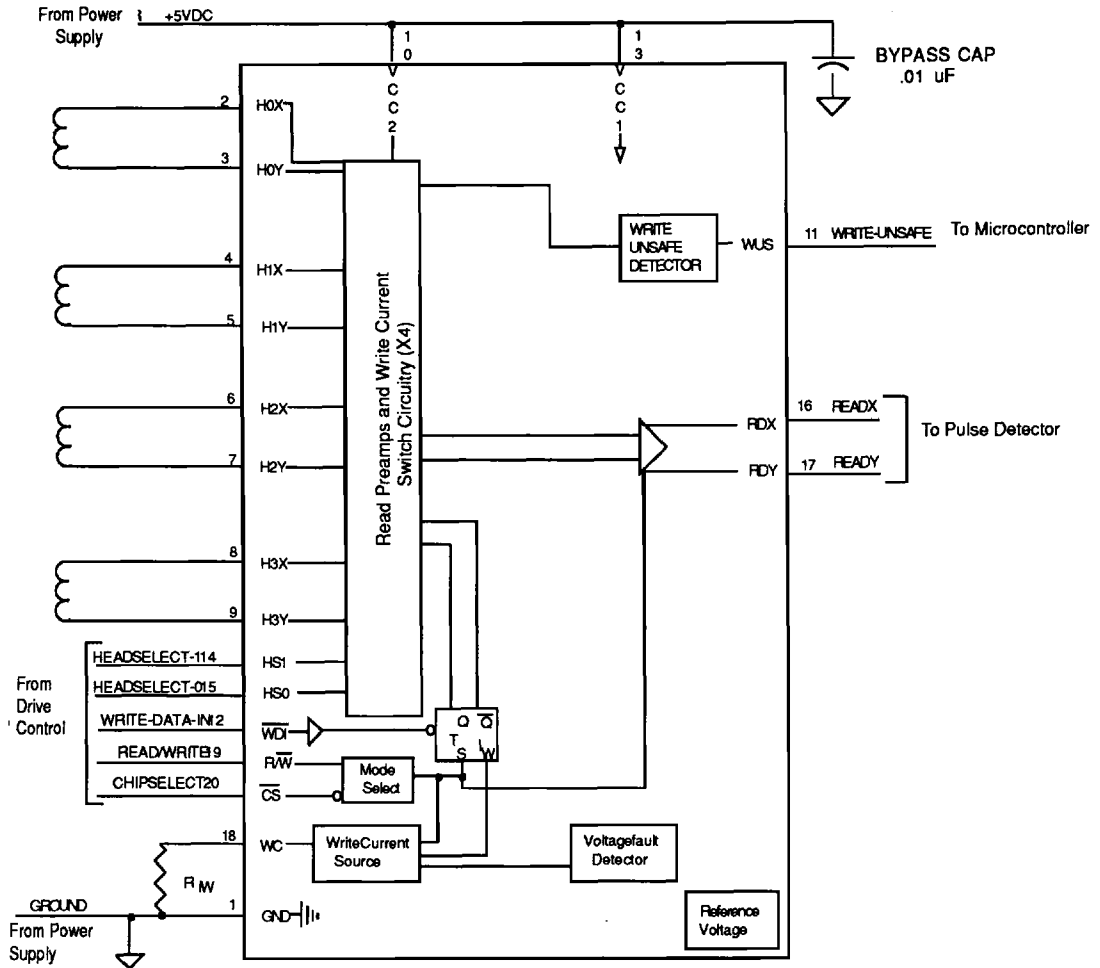 From Power
Supply
+5VDC
1
0
1
3
BYPASS CAP
.01 uF
C
C
2
C
C
1
2
H0X
3
H0Y
4
H1X
5
H1Y
6
H2X
7
H2Y
8
H3X
9
H3Y
Read Preamps and Write Current
Switch Circuitry (X4)
WRITE
UNSAFE
DETECTOR
WUS
11 WRITE-UNSAFE
To Microcontroller
RDX
16 READX
RDY
17 READY
To Pulse Detector
From
Drive
Control
HEADSELECT-114
HS1
HEADSELECT-015
HS0
WRITE-DATA-IN12
WDI
READ/WRITE19
R/W
CHIPSELECT20
CS
Mode
Select
Q Q
T
S
I
W
18
WC
WriteCurrent
Source
Voltagefault
Detector
R IW
GROUND
1
GND
From Power
Supply
Reference
Voltage